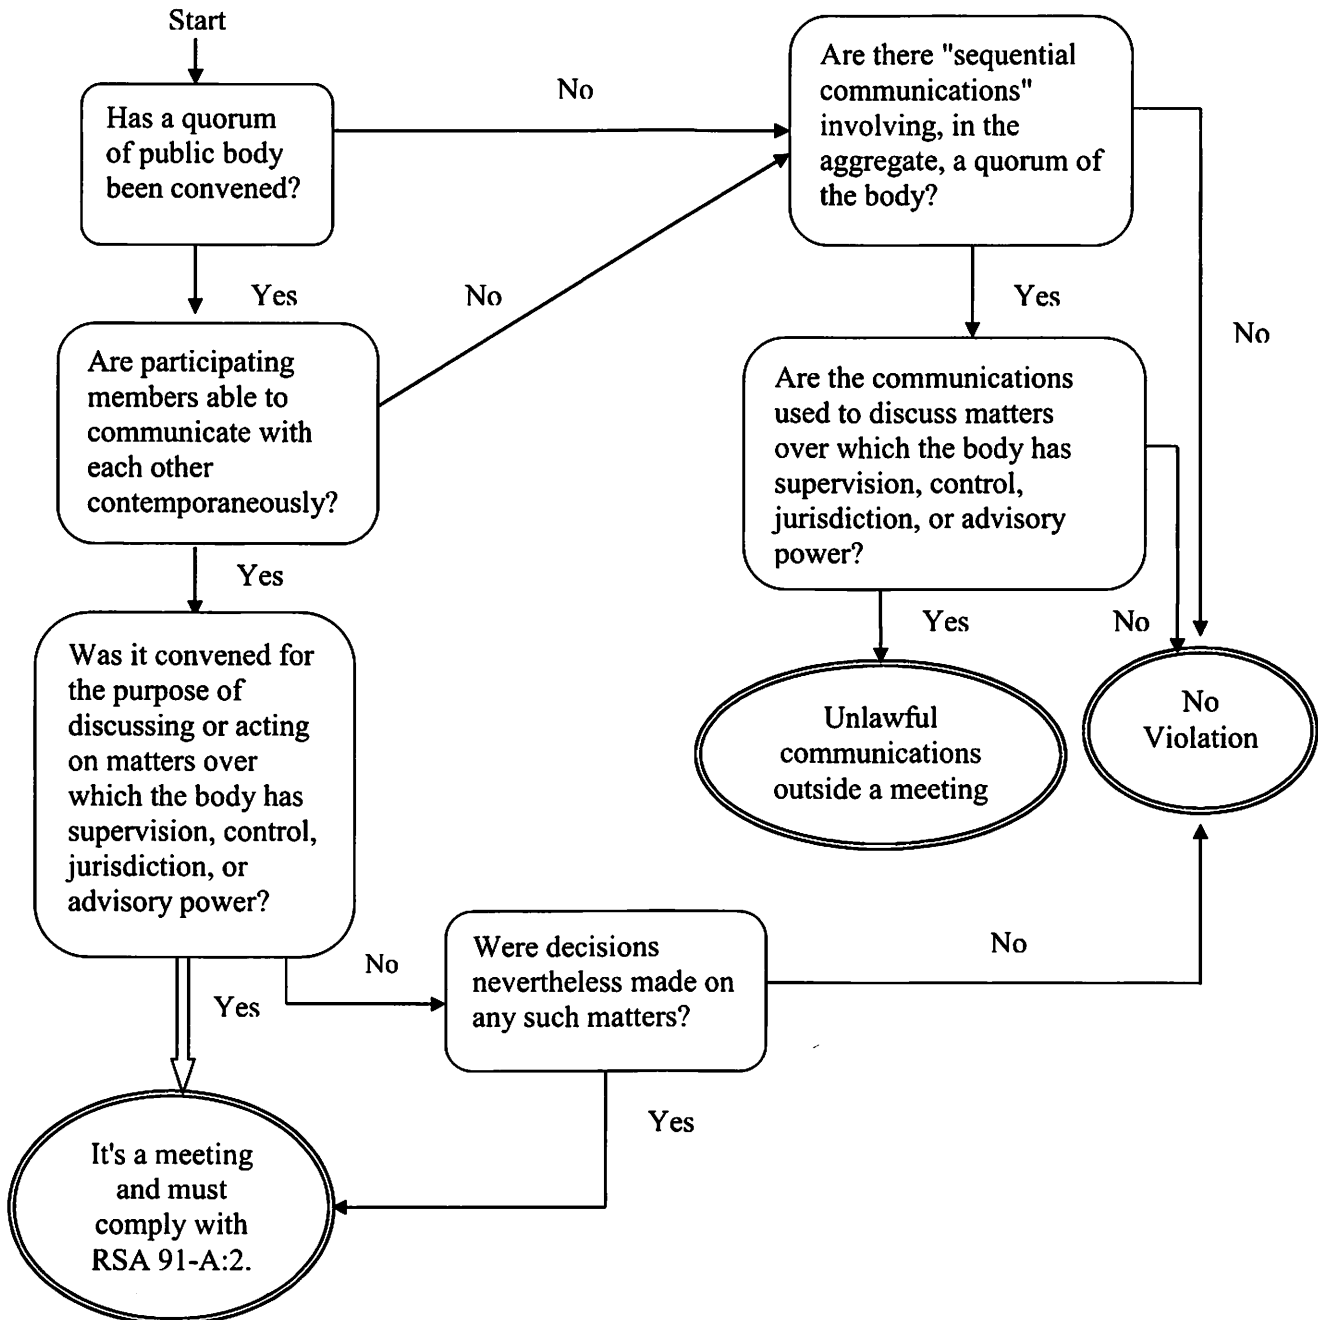 Start
Has a quorum
of public body
been convened?
No
Are there "sequential
communications"
involving, in the
aggregate, a quorum of
the body?
Yes
No
Yes
No
Are participating
members able to
communicate with
each other
contemporaneously?
Are the communications
used to discuss matters
over which the body has
supervision, control,
jurisdiction, or advisory
power?
Yes
Yes
No
Was it convened for
the purpose of
discussing or acting
on matters over
which the body has
supervision, control,
jurisdiction, or
advisory power?
Unlawful
communications
outside a meeting
No
Violation
No
Yes
Were decisions
nevertheless made on
any such matters?
No
Yes
It's a meeting
and must
comply with
RSA 91-A:2.